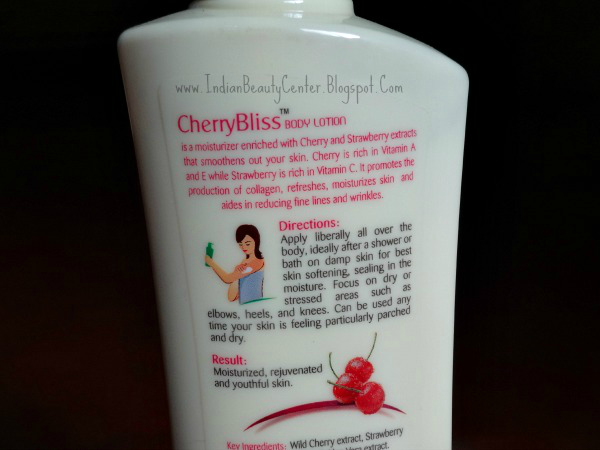 www.IndianBeautyCenter.Blogspot.Com
CherryBliss™ BODY LOTION
is a moisturizer enriched with Cherry and Strawberry extracts
that smoothens out your skin. Cherry is rich in Vitamin A
and E while Strawberry is rich in Vitamin C. It promotes the
production of collagen, refreshes, moisturizes skin and
aides in reducing fine lines and wrinkles.
Directions:
Apply liberally all over the
body, ideally after a shower or
bath on damp skin for best
skin softening, sealing in the
moisture. Focus on dry or
stressed areas such as
elbows, heels, and knees. Can be used any
time your skin is feeling particularly parched
and dry.
Result:
Moisturized, rejuvenated
and youthful skin.
Key Ingredients: Wild Cherry extract, Strawberry
extract.